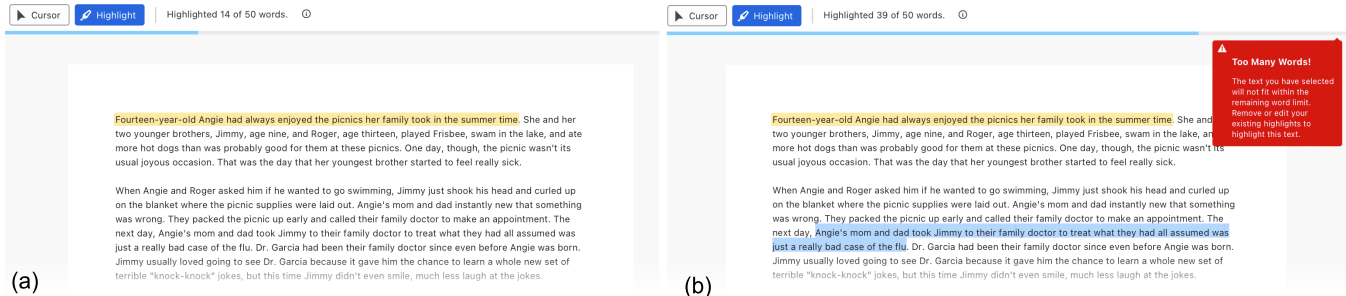 Cursor
Highlight
Highlighted 14 of 50 words.
Fourteen-year-old Angie had always enjoyed the picnics her family took in the summer time. She and her
two younger brothers, Jimmy, age nine, and Roger, age thirteen, played Frisbee, swam in the lake, and ate
more hot dogs than was probably good for them at these picnics. One day, though, the picnic wasn't its
usual joyous occasion. That was the day that her youngest brother started to feel really sick.
When Angie and Roger asked him if he wanted to go swimming, Jimmy just shook his head and curled up
on the blanket where the picnic supplies were laid out. Angie's mom and dad instantly new that something
was wrong. They packed the picnic up early and called their family doctor to make an appointment. The
next day, Angie's mom and dad took Jimmy to their family doctor to treat what they had all assumed was
just a really bad case of the flu. Dr. Garcia had been their family doctor since even before Angie was born.
Jimmy usually loved going to see Dr. Garcia because it gave him the chance to learn a whole new set of
terrible "knock-knock" jokes, but this time Jimmy didn't even smile, much less laugh at the jokes.
(a)
Cursor
Highlight
Highlighted 39 of 50 words.
Too Many Words!
The text you have selected
will not fit within the
remaining word limit.
Remove or edit your
existing highlights to
highlight this text.
Fourteen-year-old Angie had always enjoyed the picnics her family took in the summer time. She and
two younger brothers, Jimmy, age nine, and Roger, age thirteen, played Frisbee, swam in the lake, an
more hot dogs than was probably good for them at these picnics. One day, though, the picnic wasn't its
usual joyous occasion. That was the day that her youngest brother started to feel really sick.
When Angie and Roger asked him if he wanted to go swimming, Jimmy just shook his head and curled up
on the blanket where the picnic supplies were laid out. Angie's mom and dad instantly new that something
was wrong. They packed the picnic up early and called their family doctor to make an appointment. The
next day, Angie's mom and dad took Jimmy to their family doctor to treat what they had all assumed was
just a really bad case of the flu. Dr. Garcia had been their family doctor since even before Angie was born.
Jimmy usually loved going to see Dr. Garcia because it gave him the chance to learn a whole new set of
terrible "knock-knock" jokes, but this time Jimmy didn't even smile, much less laugh at the jokes.
(b)